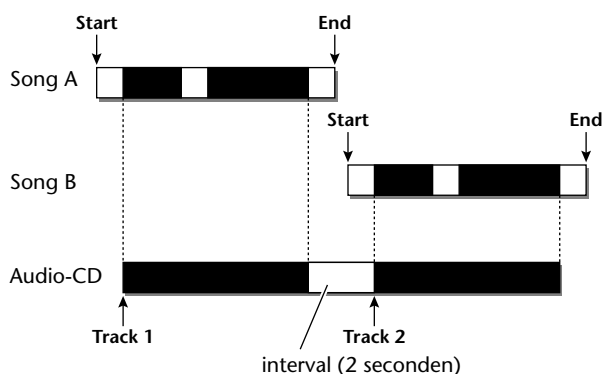 Start End
Song A
Start End
Song B
Audio-CD
Track 1 Track 2
interval (2 seconden)